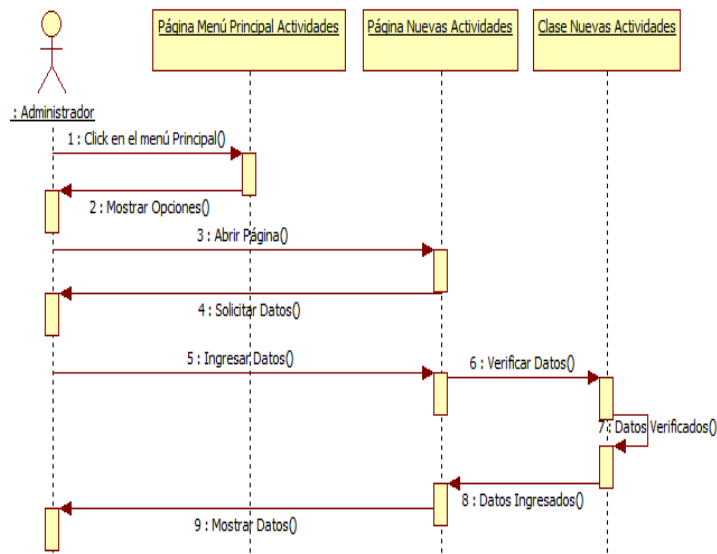 Página Menú Principal Actividades
Página Nuevas Actividades
Clase Nuevas Actividades
: Administrador
1 : Click en el menú Principal()
2 : Mostrar Opciones()
3 : Abrir Página()
4 : Solicitar Datos()
5 : Ingresar Datos()
6 : Verificar Datos()
7 : Datos Verificados()
8 : Datos Ingresados()
9 : Mostrar Datos()